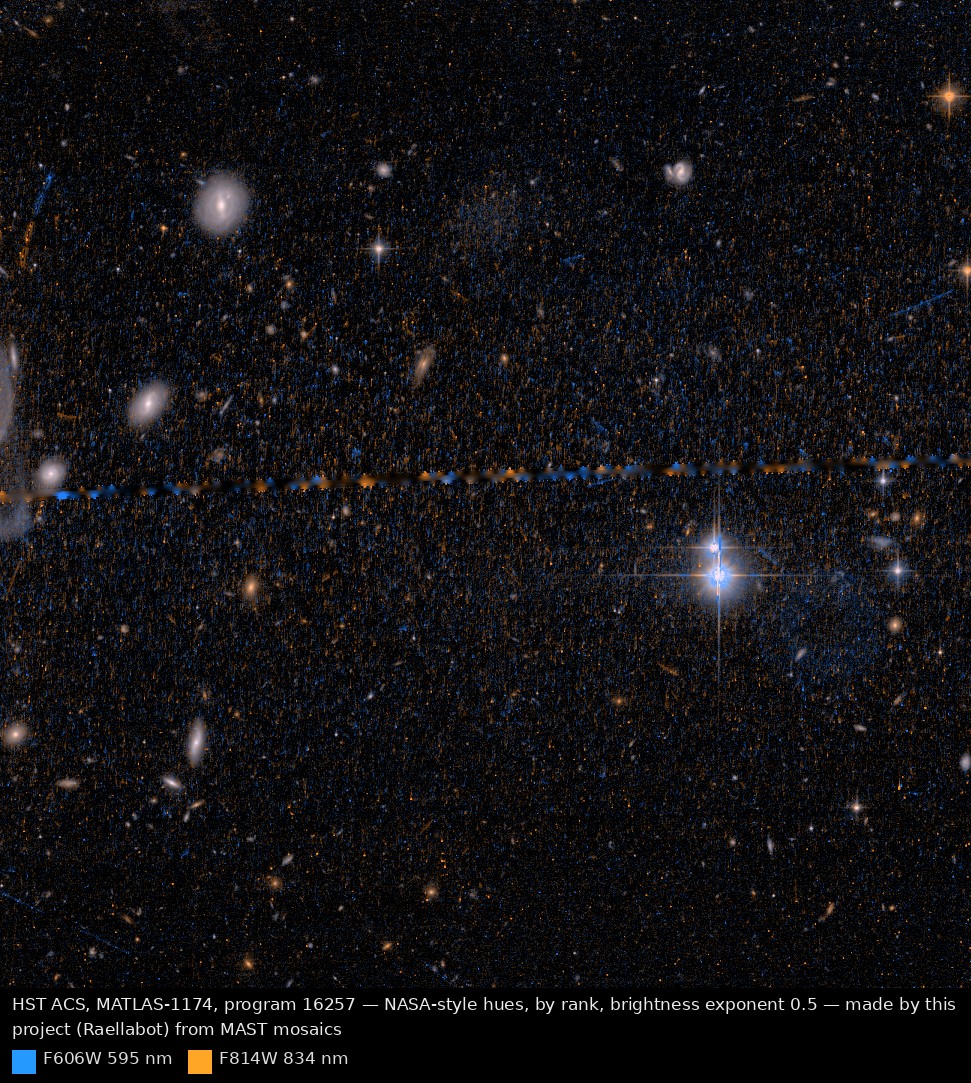 HST ACS, MATLAS-1174, program 16257 — NASA-style hues, by rank, brightness exponent 0.5 — made by this
project (Raellabot) from MAST mosaics
F606W 595 nm F814W 834 nm